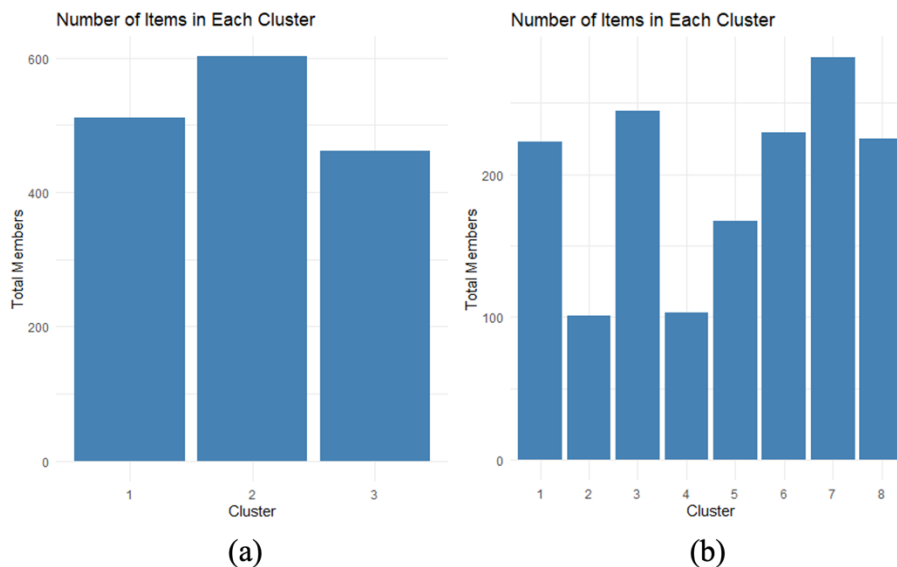 Number of Items in Each Cluster
600
400
200
0
Total Members
1 2 3
Cluster
(a)
Number of Items in Each Cluster
200
100
0
Total Members
1 2 3 4 5 6 7 8
Cluster
(b)